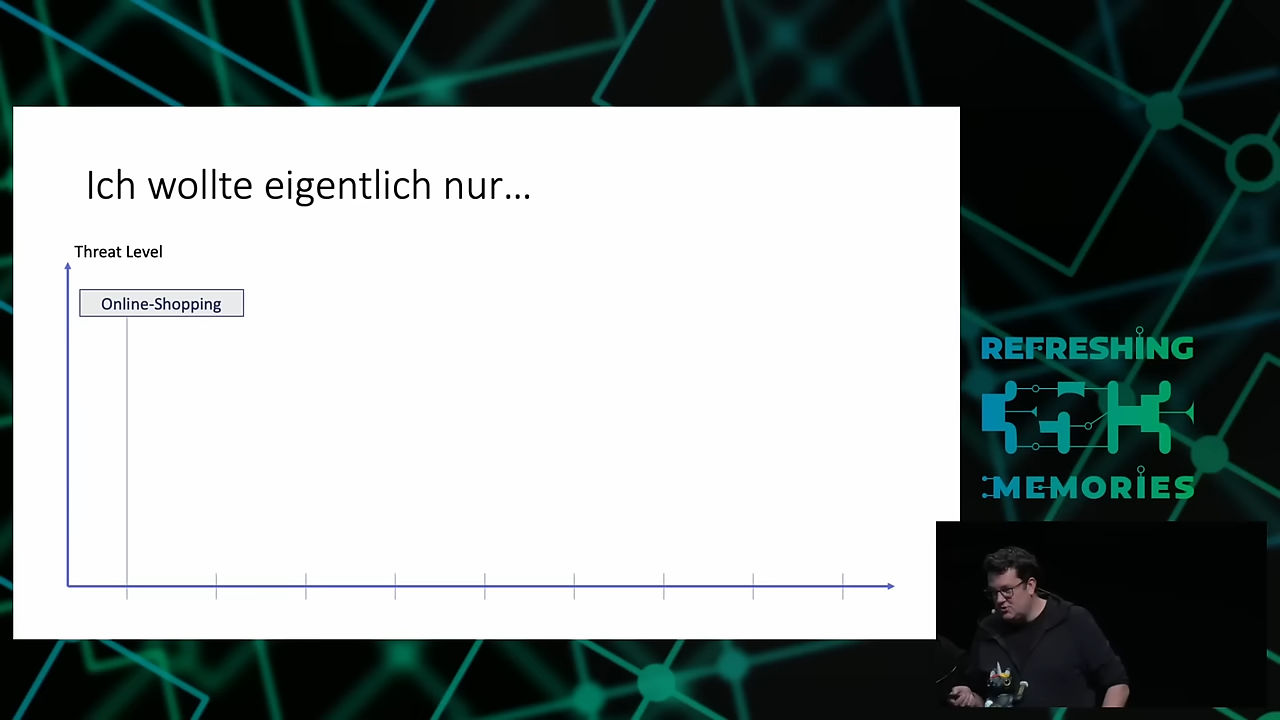 Ich wollte eigentlich nur...
Threat Level
Online-Shopping
REFRESHING
MEMORIES